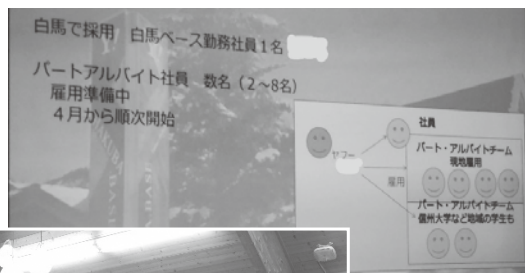 白馬で採用 白馬ベース勤務社員1名
パートアルバイト社員 数名(2~8名)
雇用準備中
4月から順次開始
社員
ヤフー
パート・アルバイトチーム
現地雇用
雇用
パート・アルバイトチーム
信州大学など地域の学生も